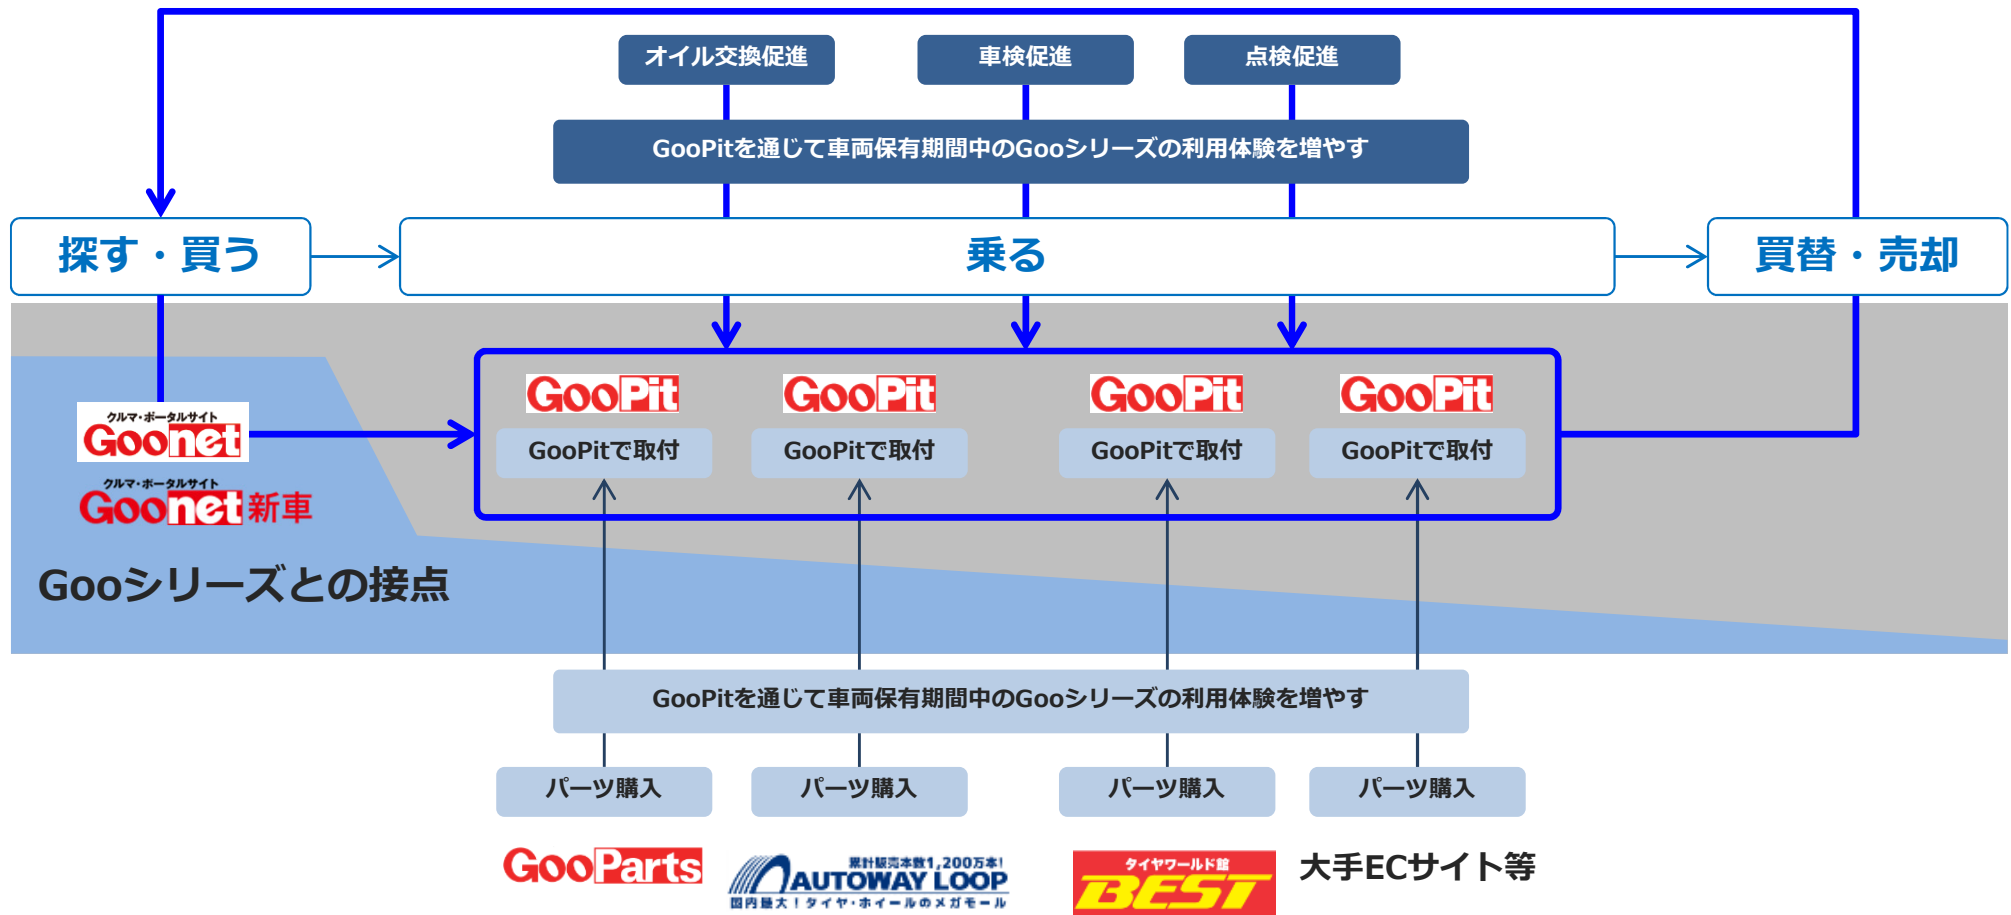 オイル交換促進
車検促進
点検促進
GooPitを通じて車両保有期間中のGooシリーズの利用体験を増やす
探す・買う
乗る
買替・売却
クルマ・ポータルサイト
Goonet
クルマ・ポータルサイト
Goonet 新車
GooPit
GooPit
GooPit
GooPit
GooPitで取付
GooPitで取付
GooPitで取付
GooPitで取付
Gooシリーズとの接点
GooPitを通じて車両保有期間中のGooシリーズの利用体験を増やす
パーツ購入
パーツ購入
パーツ購入
パーツ購入
GooParts
累計販売本数1,200万本!
AUTOWAY LOOP
国内最大!タイヤ・ホイールのメガモール
タイヤワールド館
BEST
大手ECサイト等